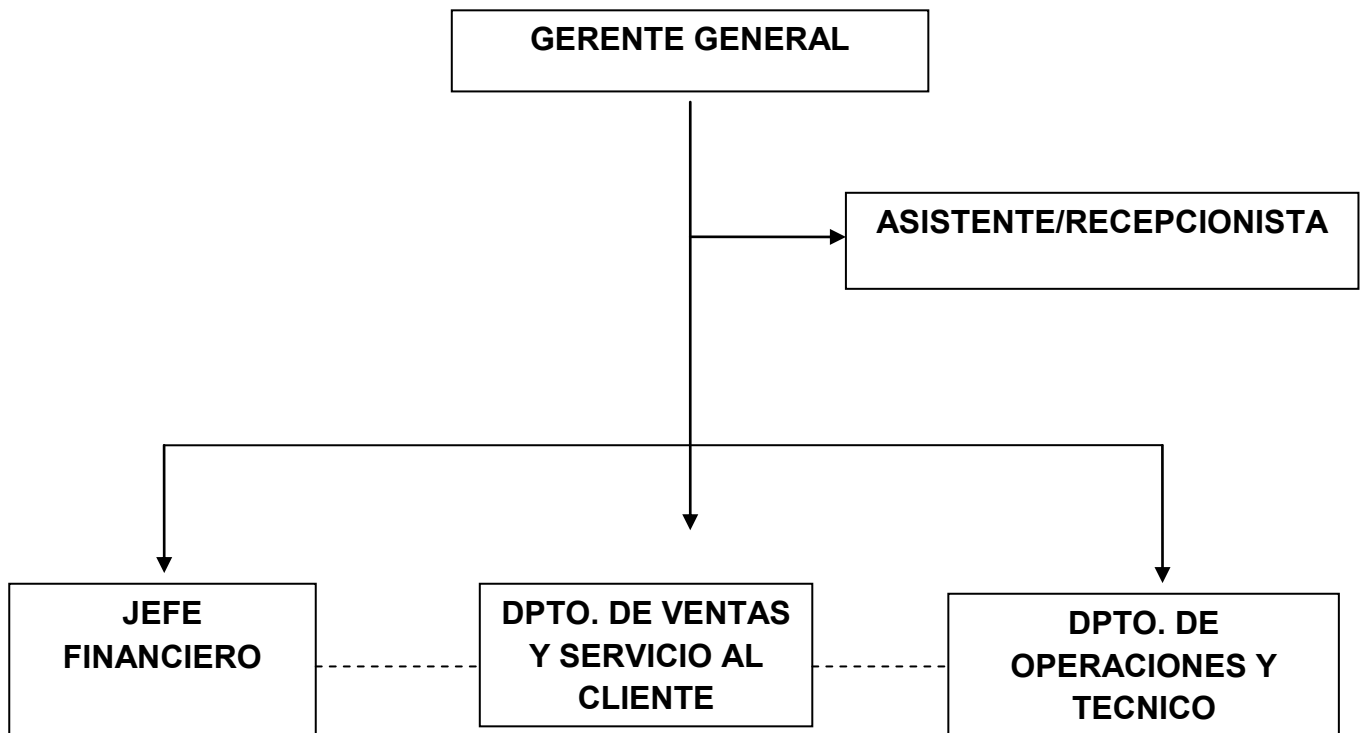 GERENTE GENERAL
ASISTENTE/RECEPCIONISTA
JEFE
FINANCIERO
DPTO. DE VENTAS
Y SERVICIO AL
CLIENTE
DPTO. DE
OPERACIONES Y
TECNICO